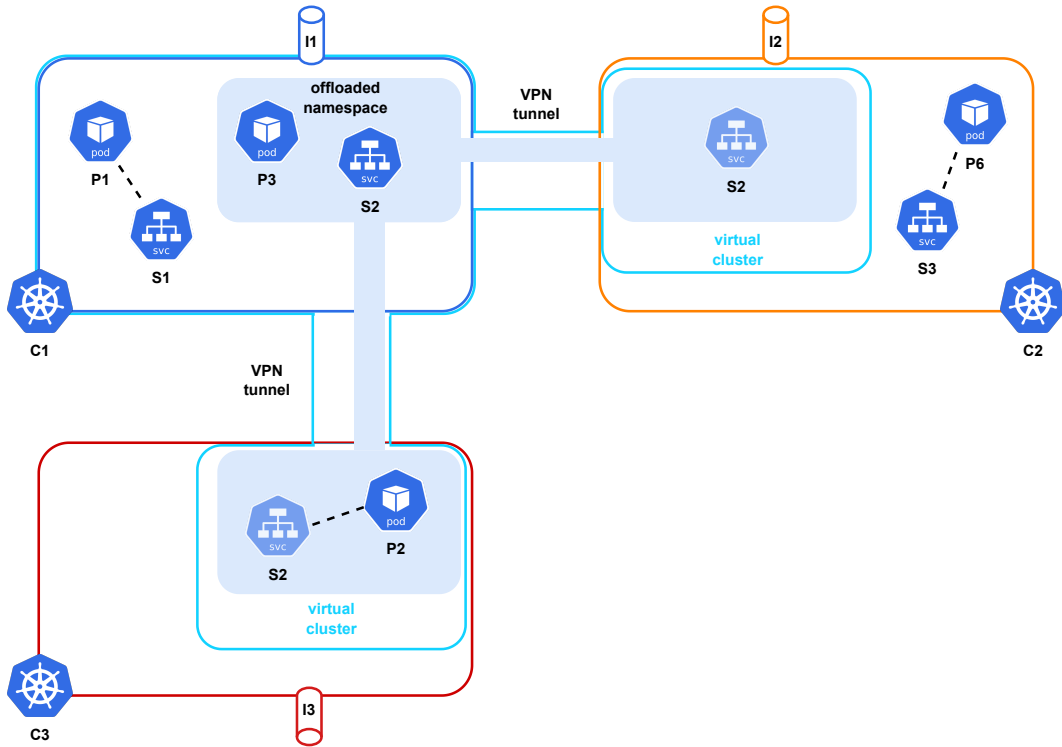 I1
I2
offloaded
namespace
VPN
tunnel
pod
P1
pod
P3
svc
S2
svc
S2
pod
P6
svc
S1
svc
S3
virtual
cluster
C1
C2
VPN
tunnel
svc
S2
pod
P2
virtual
cluster
C3
I3